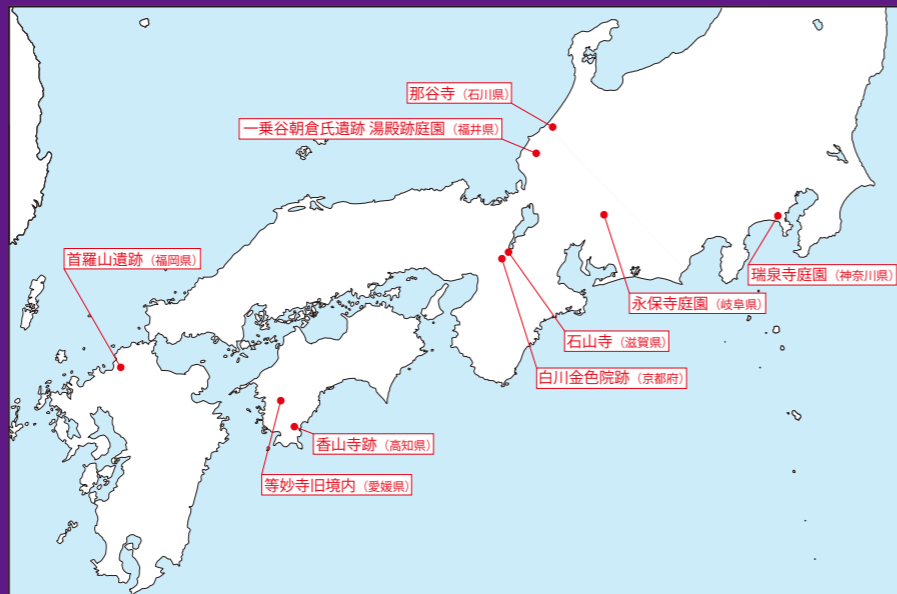 那谷寺（石川県）
一乗谷朝倉氏遺跡 湯殿跡庭園（福井県）
首羅山遺跡（福岡県）
瑞泉寺庭園（神奈川県）
永保寺庭園（岐阜県）
石山寺（滋賀県）
白川金色院跡（京都府）
香山寺跡（高知県）
等妙寺旧境内（愛媛県）